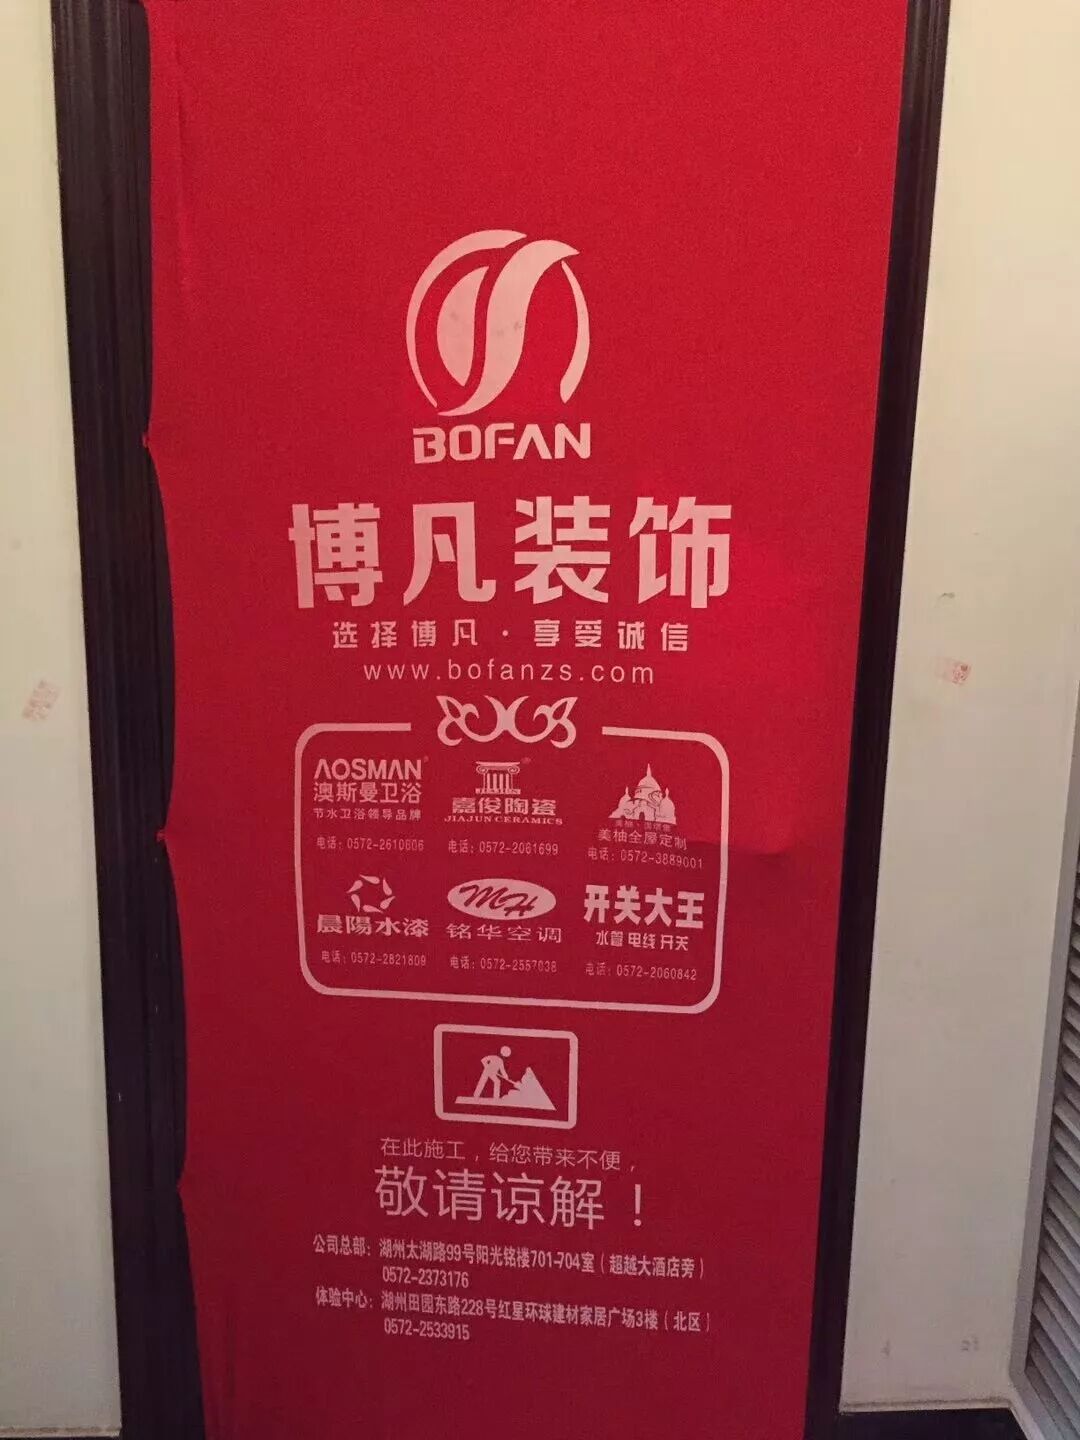 BOFAN
博凡装饰
选择博凡·享受诚信
www.bofanzs.com
AOSMAN
澳斯曼卫浴
节水卫浴领导品牌
电话：0572-2610606
JIAJUN
嘉俊陶瓷
JIAJUN CERAMICS
电话：0572-2061699
美柚全屋定制
电话：0572-3889001
晨陽水漆
电话：0572-2821809
MH
铭华空调
电话：0572-2557038
开关大王
水管 电线 开关
电话：0572-2060842
在此施工，给您带来不便，
敬请谅解！
公司总部：湖州太湖路99号阳光铭楼701-704室（超越大酒店旁）
0572-2373176
体验中心：湖州田园东路228号红星环球建材家居广场3楼（北区）
0572-2533915